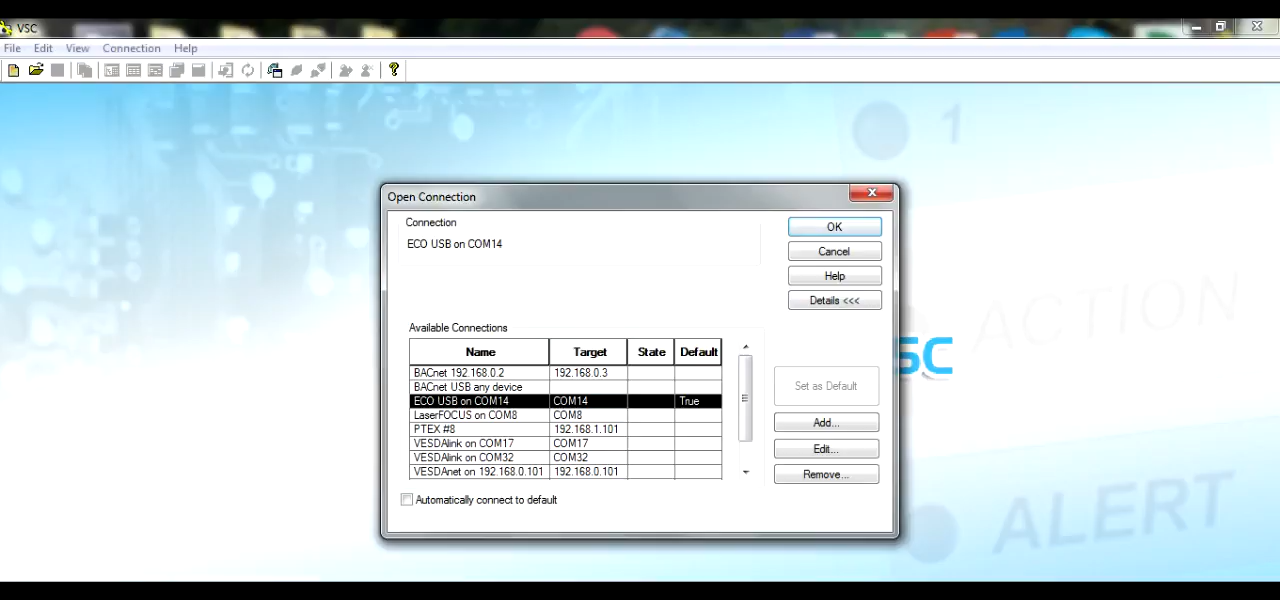 VSC
File Edit View Connection Help
1
Open Connection
Connection
ECO USB on COM14
OK
Cancel
Help
Details <<<
Available Connections
Name Target State Default
BACnet 192.168.0.2 192.168.0.3
BACnet USB any device
ECO USB on COM14 COM14 True
LaserFOCUS on COM8 COM8
PTEX #8 192.168.1.101
VESDAlink on COM17 COM17
VESDAlink on COM32 COM32
VESDAnet on 192.168.0.101 192.168.0.101
Set as Default
Add...
Edit...
Remove...
Automatically connect to default
ACTION
SC
ALERT